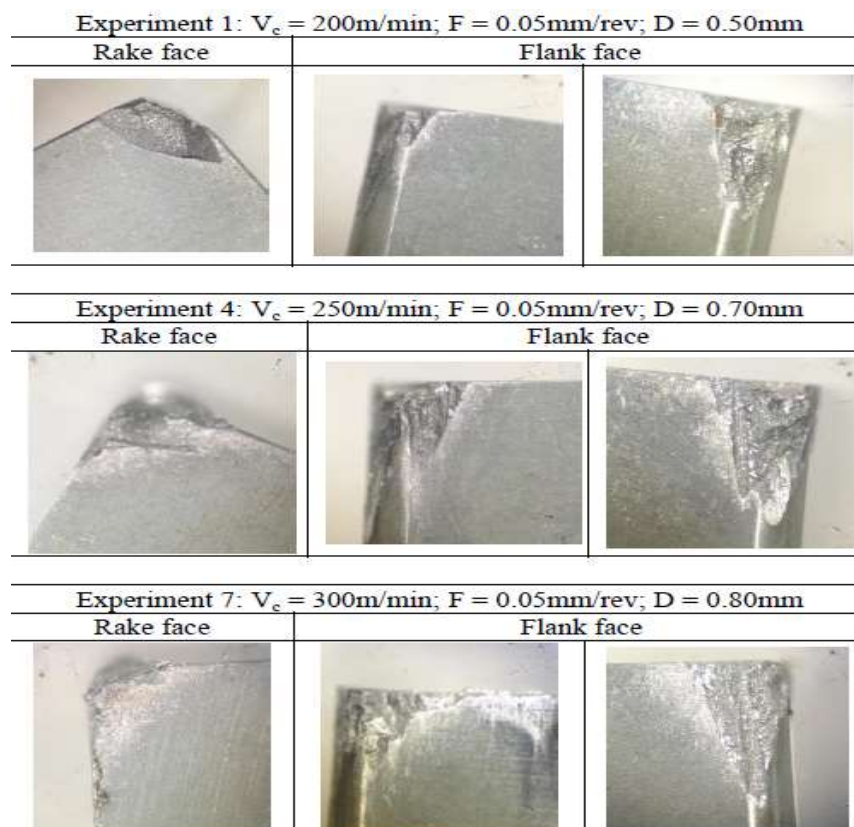 Experiment 1: Vc = 200m/min; F = 0.05mm/rev; D = 0.50mm
Rake face Flank face
Experiment 4: Vc = 250m/min; F = 0.05mm/rev; D = 0.70mm
Rake face Flank face
Experiment 7: Vc = 300m/min; F = 0.05mm/rev; D = 0.80mm
Rake face Flank face